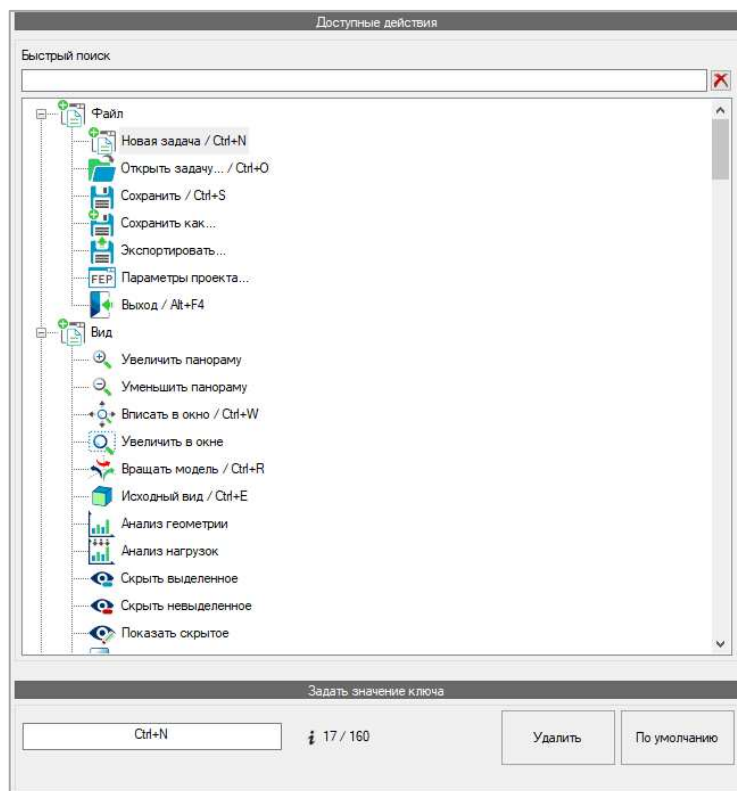 Доступные действия
Быстрый поиск
Файл
Новая задача / Ctrl+N
Открыть задачу... / Ctrl+O
Сохранить / Ctrl+S
Сохранить как...
Экспортировать...
FEP Параметры проекта...
Выход / Alt+F4
Вид
Увеличить панораму
Уменьшить панораму
Вписать в окно / Ctrl+W
Увеличить в окне
Вращать модель / Ctrl+R
Исходный вид / Ctrl+E
Анализ геометрии
Анализ нагрузок
Скрыть выделенное
Скрыть невыделенное
Показать скрытое
Задать значение ключа
Ctrl+N i 17 / 160 Удалить По умолчанию